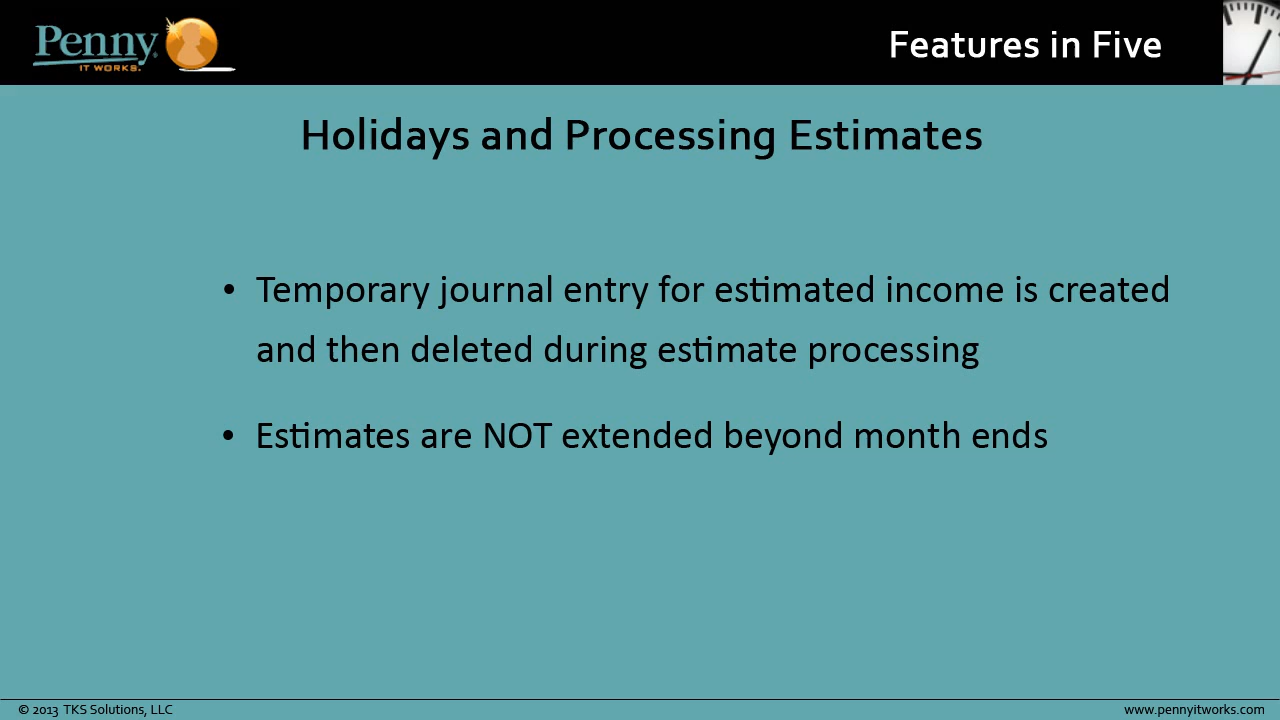 Penny
IT WORKS.
Features in Five
Holidays and Processing Estimates
• Temporary journal entry for estimated income is created
and then deleted during estimate processing
• Estimates are NOT extended beyond month ends
© 2013 TKS Solutions, LLC
www.pennyitworks.com